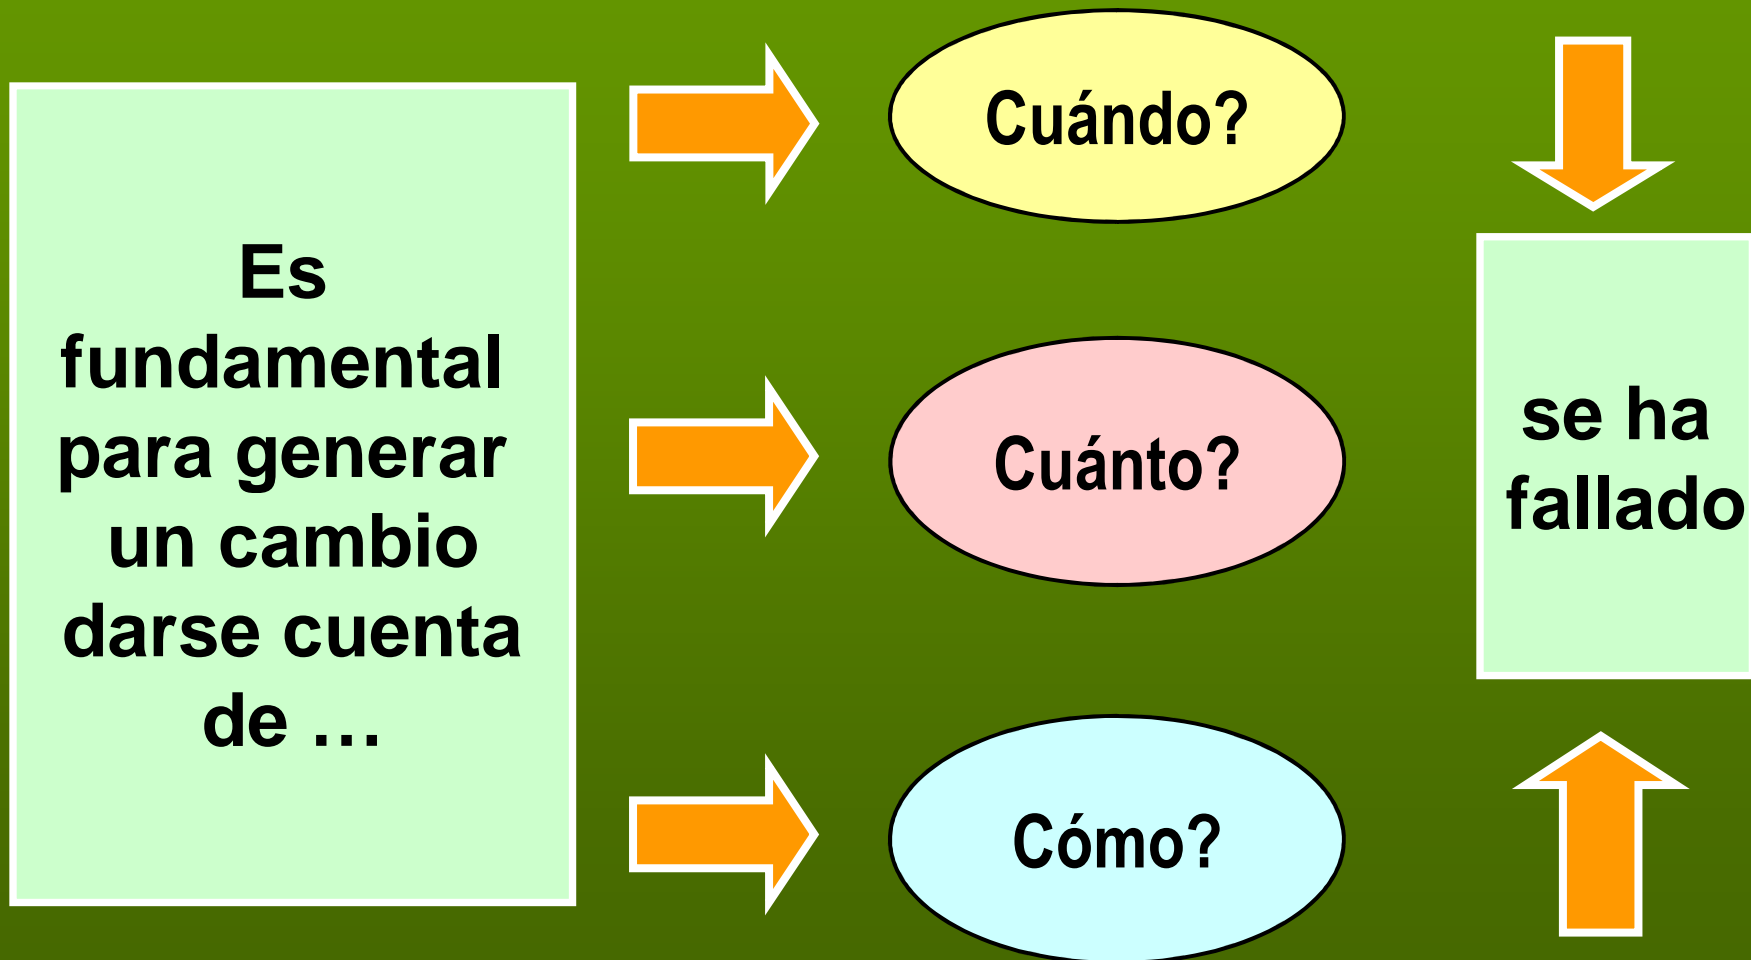 Es
fundamental
para generar
un cambio
darse cuenta
de …
Cuándo?
Cuánto?
Cómo?
se ha
fallado